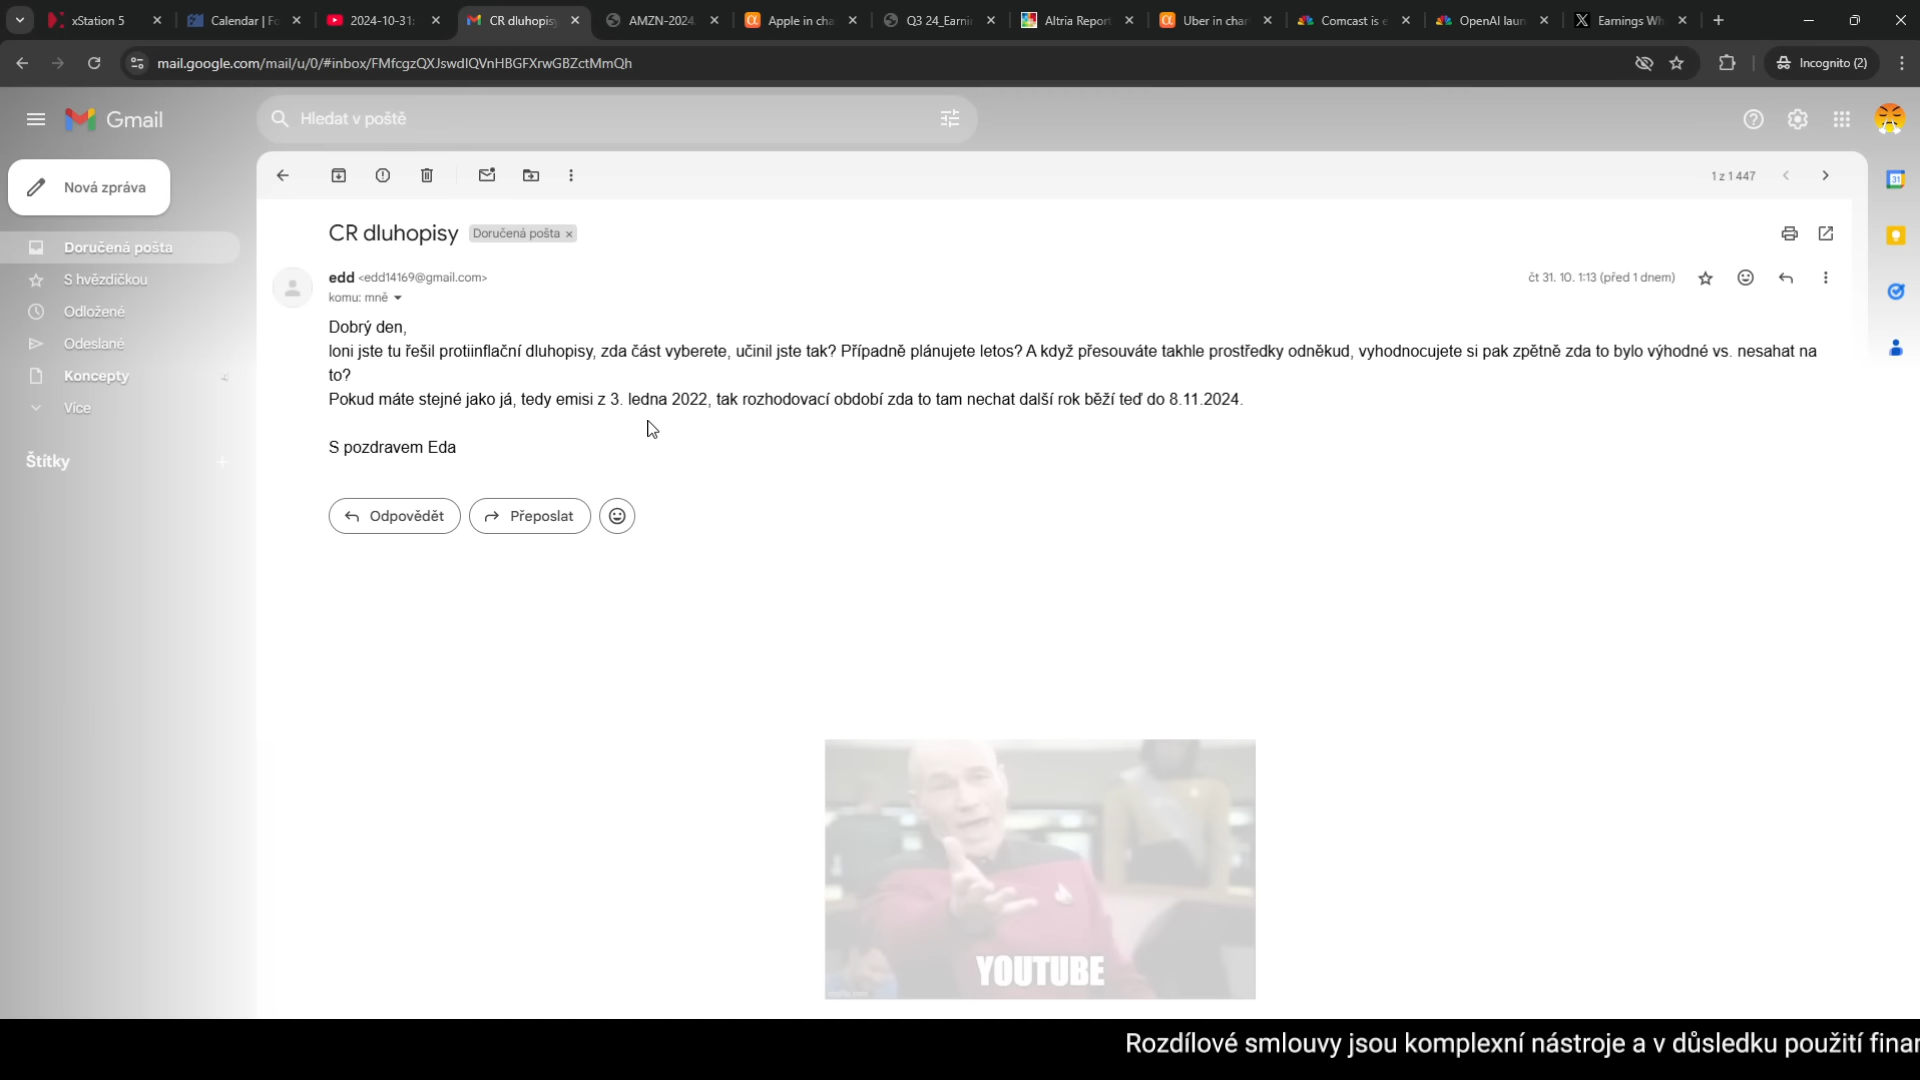 xStation 5
Calendar | Fo
2024-10-31:
CR dluhopis
AMZN-2024
Apple in cha
Q3 24_Earni
Altria Report
Uber in char
Comcast is e
OpenAI laun
Earnings Wh
mail.google.com/mail/u/0/#inbox/FMfcgzQXJswdlQVnHBGFXrwGBZctMmQh
Incognito (2)
Gmail
Hledat v poště
Nová zpráva
1 z 1 447
Doručená pošta
S hvězdičkou
Odložené
Odeslané
Koncepty
Více
Štítky
CR dluhopisy Doručená pošta ×
edd <edd14169@gmail.com>
čt 31. 10. 1:13 (před 1 dnem)
komu: mně
Dobrý den,
loni jste tu řešil protiinflační dluhopisy, zda část vyberete, učinil jste tak? Případně plánujete letos? A když přesouváte takhle prostředky odněkud, vyhodnocujete si pak zpětně zda to bylo výhodné vs. nesahat na
to?
Pokud máte stejné jako já, tedy emisi z 3. ledna 2022, tak rozhodovací období zda to tam nechat další rok běží teď do 8.11.2024.
S pozdravem Eda
Odpovědět
Přeposlat
YOUTUBE
Rozdílové smlouvy jsou komplexní nástroje a v důsledku použití finan